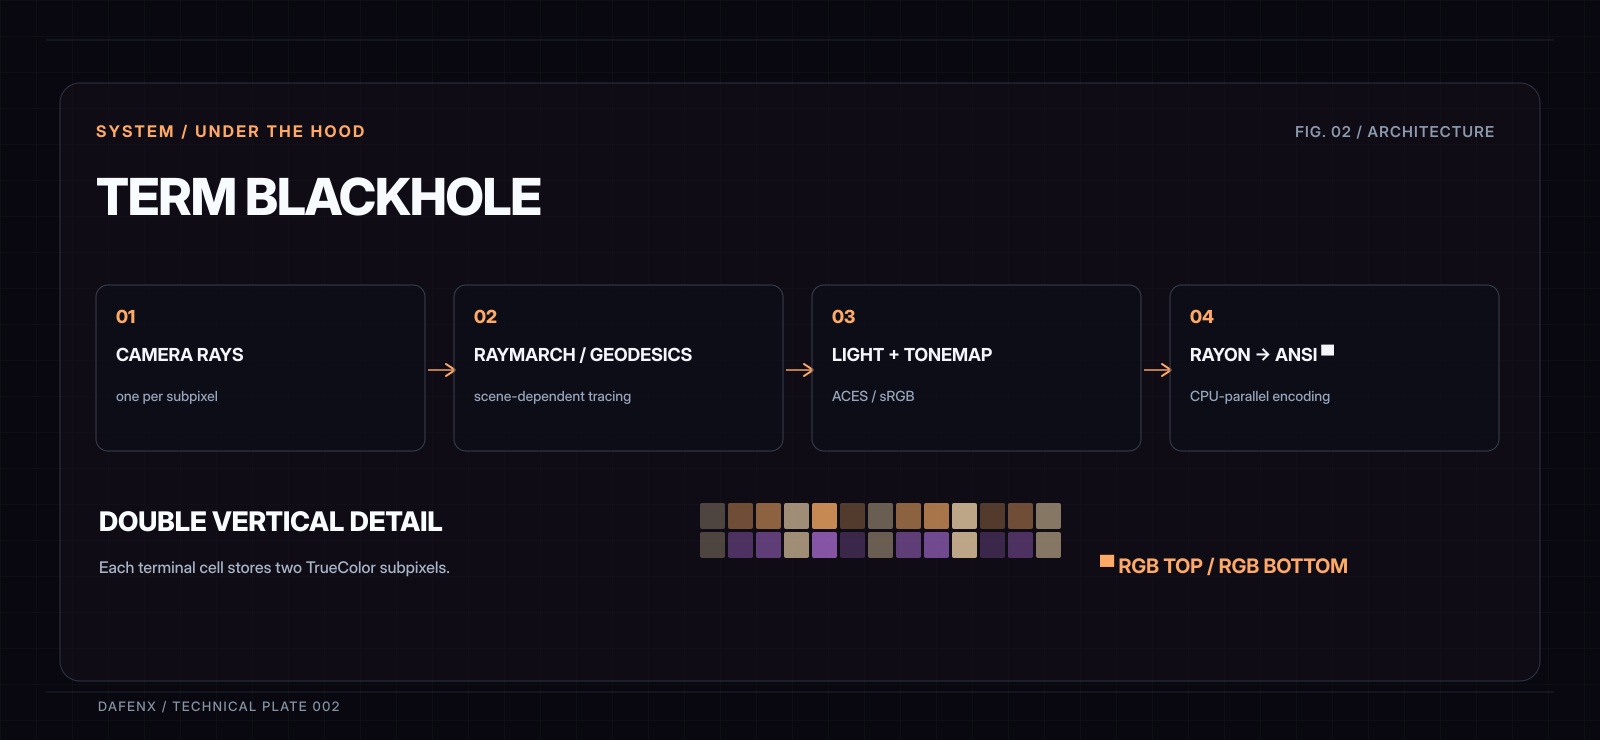 SYSTEM / UNDER THE HOOD
FIG. 02 / ARCHITECTURE
TERM BLACKHOLE
01
CAMERA RAYS
one per subpixel
02
RAYMARCH / GEODESICS
scene-dependent tracing
03
LIGHT + TONEMAP
ACES / sRGB
04
RAYON → ANSI ▀
CPU-parallel encoding
DOUBLE VERTICAL DETAIL
Each terminal cell stores two TrueColor subpixels.
▀ RGB TOP / RGB BOTTOM
DAFENX / TECHNICAL PLATE 002